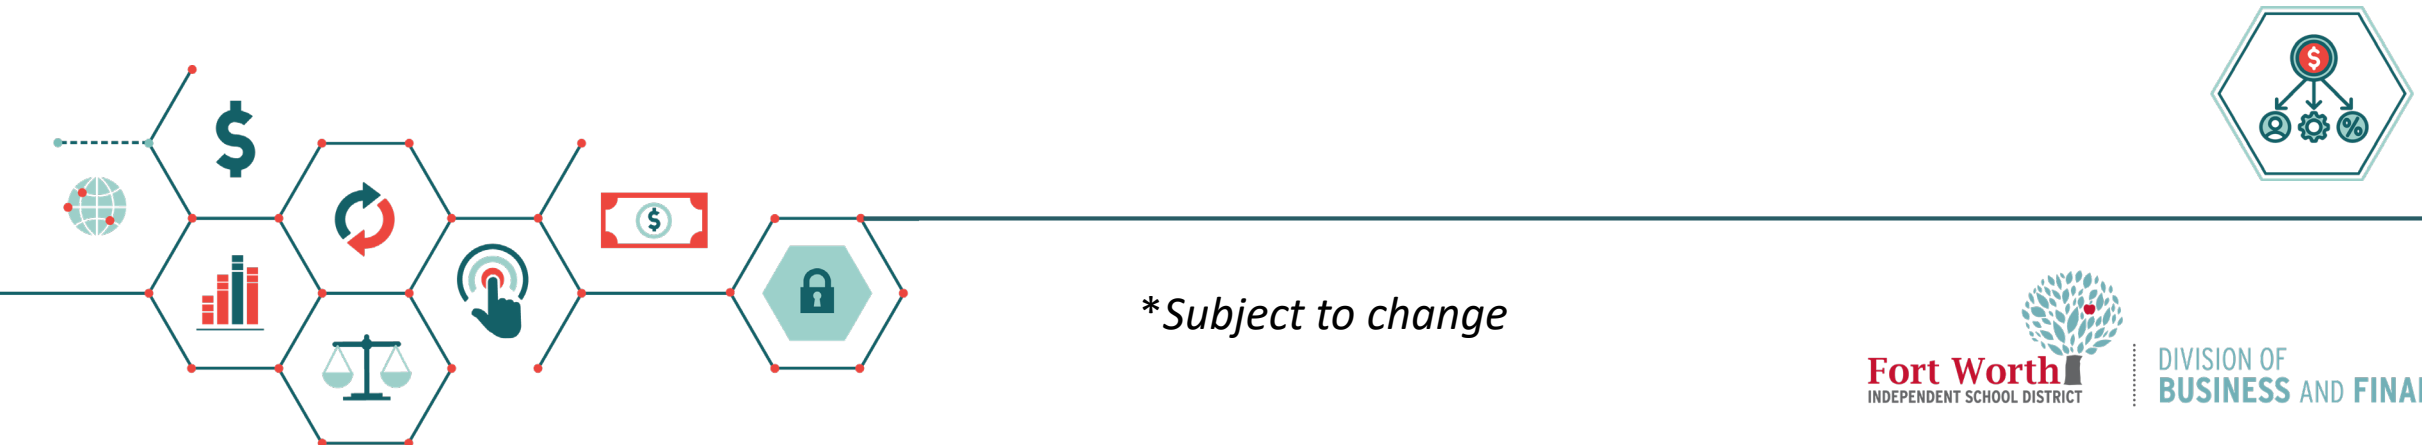 *Subject to change
Fort Worth
INDEPENDENT SCHOOL DISTRICT
DIVISION OF
BUSINESS AND